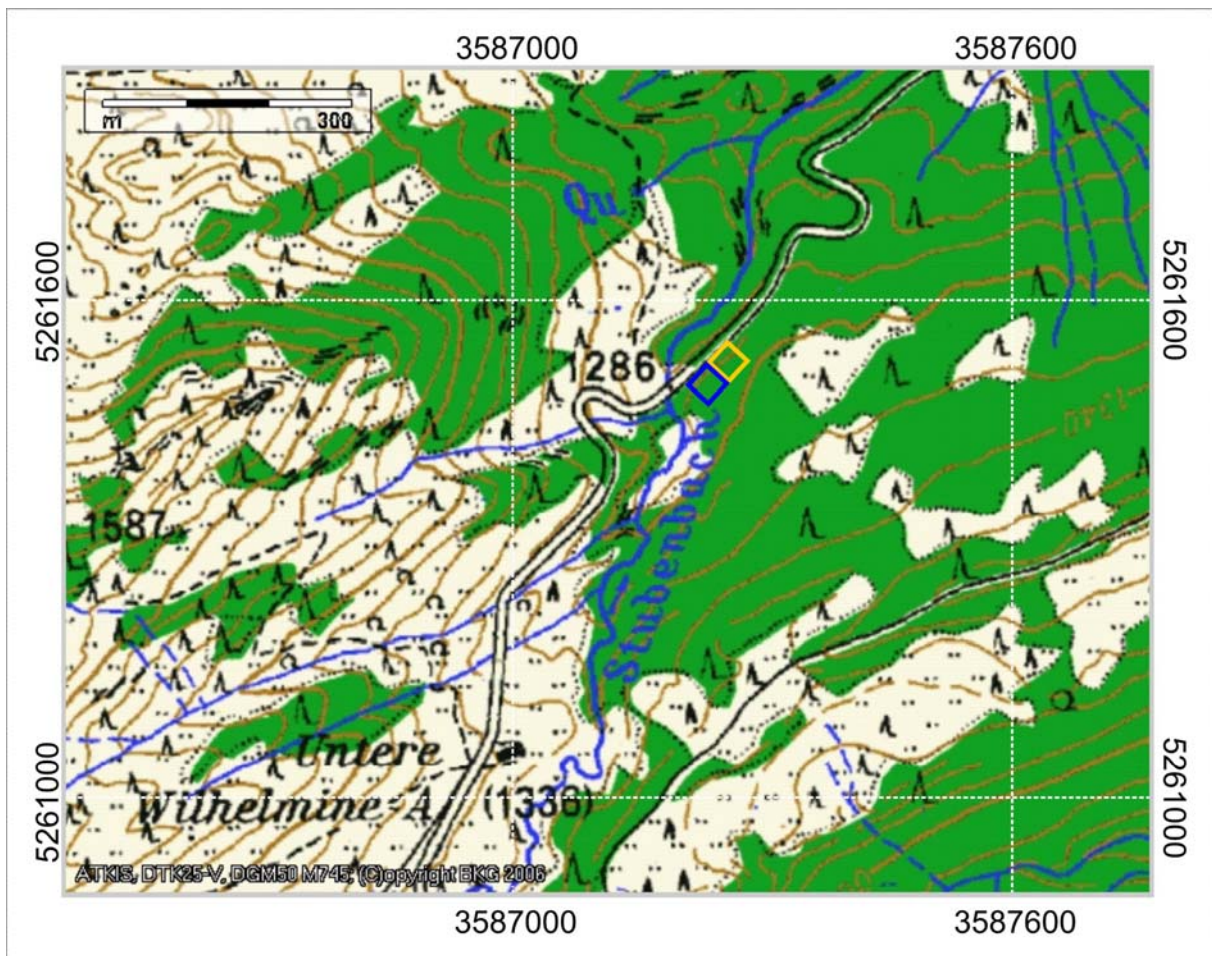 3587000 3587600
m 300
Qu
5261600 5261600
1286
1587
Stubenbach
Untere
Wilhelmine-A. (1336)
5261000 5261000
ATKIS, DTK25-V, DGM50 M745, (C)opyright BKG 2006
3587000 3587600